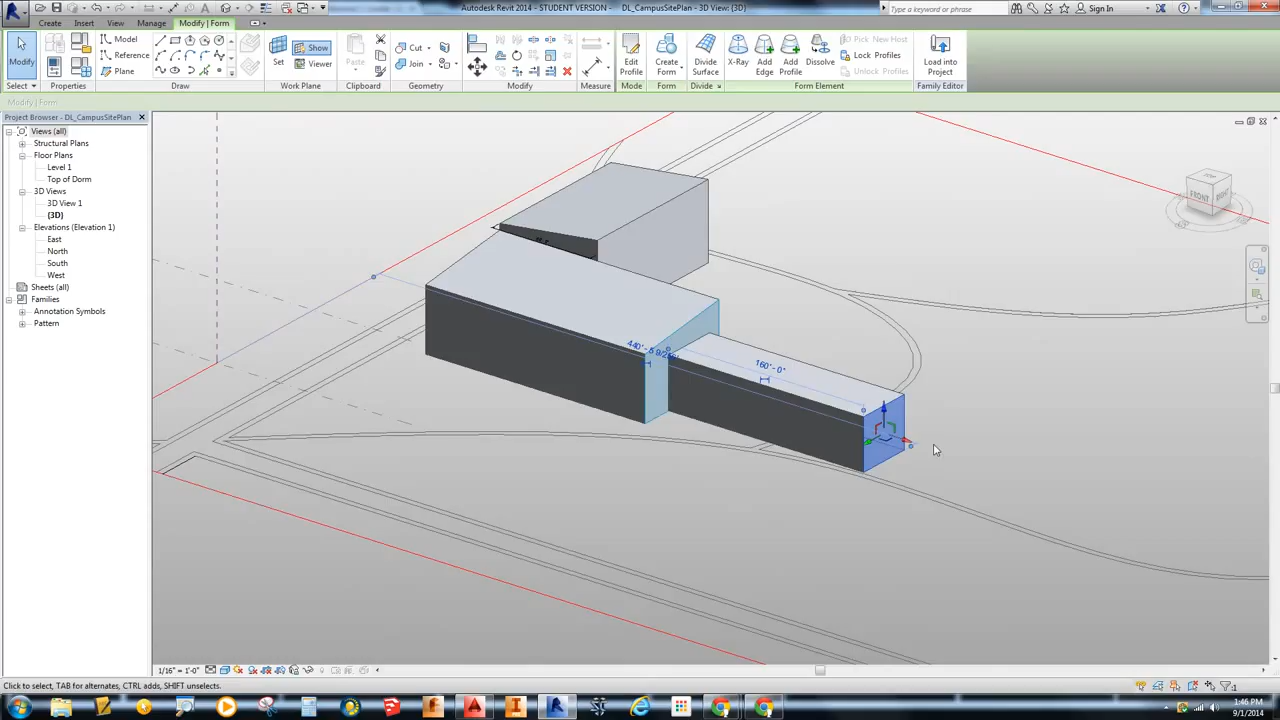 Autodesk Revit 2014 - STUDENT VERSION - DL_CampusSitePlan - 3D View: {3D}
Type a keyword or phrase
Sign In
Create Insert View Manage Modify | Form
Modify
Select
Properties
Model
Reference
Plane
Draw
Set
Show
Viewer
Work Plane
Paste
Clipboard
Cut
Join
Geometry
Modify
Measure
Edit Profile
Mode
Create Form
Form
Divide Surface
Divide
X-Ray
Add Edge
Add Profile
Dissolve
Pick New Host
Lock Profiles
Unlock Profiles
Form Element
Load into Project
Family Editor
Modify | Form
Project Browser - DL_CampusSitePlan
Views (all)
Structural Plans
Floor Plans
Level 1
Top of Dorm
3D Views
3D View 1
{3D}
Elevations (Elevation 1)
East
North
South
West
Sheets (all)
Families
Annotation Symbols
Pattern
TOP
FRONT
RIGHT
160' - 0"
1/16" = 1'-0"
Click to select, TAB for alternates, CTRL adds, SHIFT unselects.
:1
1:46 PM
9/1/2014